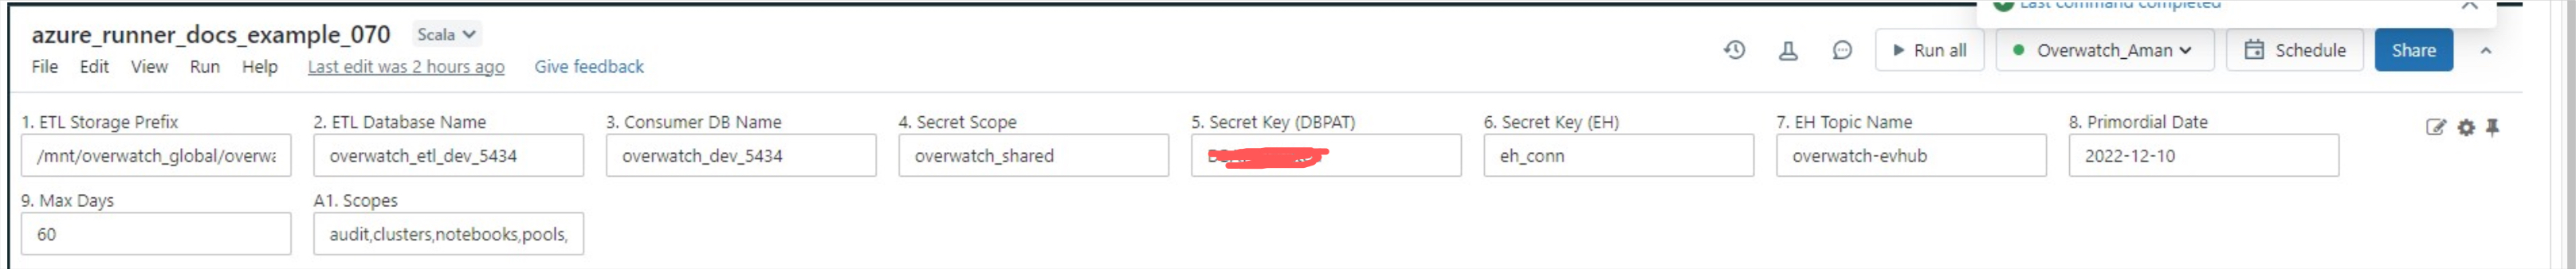 Last command completed
azure_runner_docs_example_070 Scala
Run all Overwatch_Aman Schedule Share
File Edit View Run Help Last edit was 2 hours ago Give feedback
1. ETL Storage Prefix 2. ETL Database Name 3. Consumer DB Name 4. Secret Scope 5. Secret Key (DBPAT) 6. Secret Key (EH) 7. EH Topic Name 8. Primordial Date
/mnt/overwatch_global/overwa overwatch_etl_dev_5434 overwatch_dev_5434 overwatch_shared eh_conn overwatch-evhub 2022-12-10
9. Max Days A1. Scopes
60 audit,clusters,notebooks,pools,